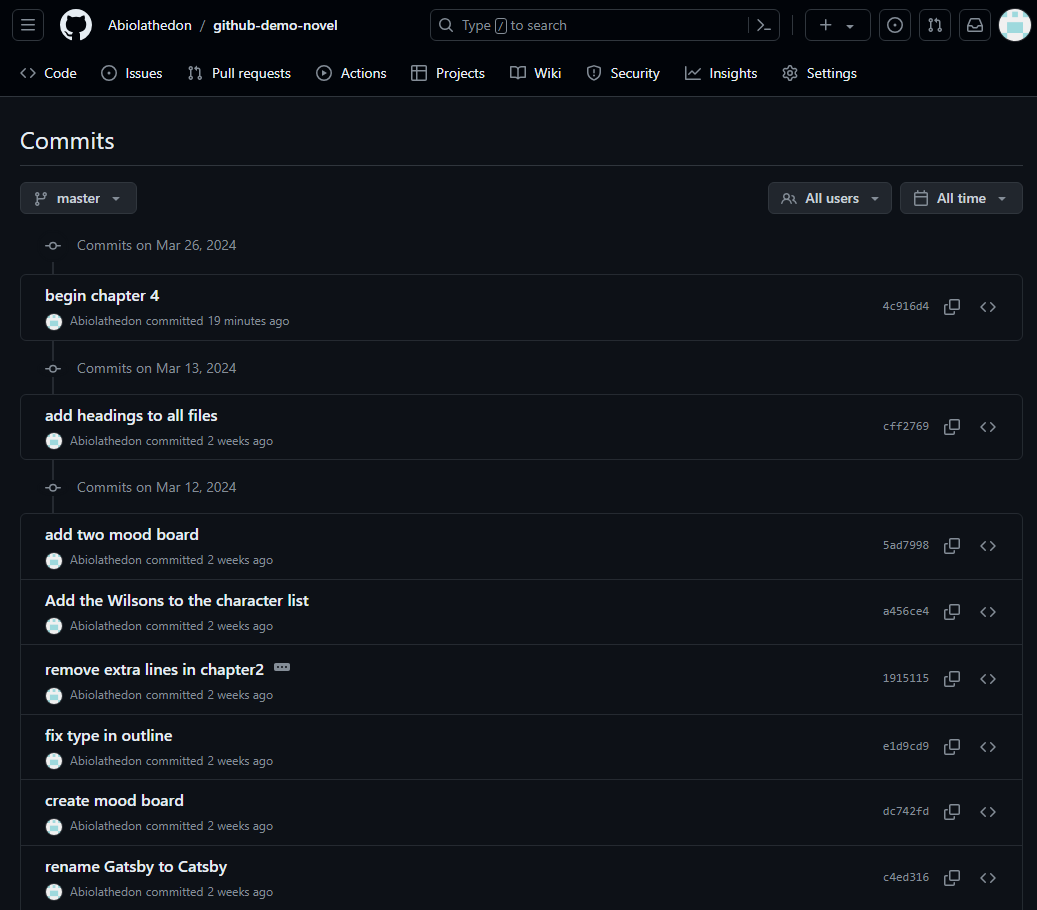 Abiolathedon / github-demo-novel
Type / to search
Code Issues Pull requests Actions Projects Wiki Security Insights Settings
Commits
master All users All time
Commits on Mar 26, 2024
begin chapter 4
Abiolathedon committed 19 minutes ago
4c916d4
Commits on Mar 13, 2024
add headings to all files
Abiolathedon committed 2 weeks ago
cff2769
Commits on Mar 12, 2024
add two mood board
Abiolathedon committed 2 weeks ago
5ad7998
Add the Wilsons to the character list
Abiolathedon committed 2 weeks ago
a456ce4
remove extra lines in chapter2
Abiolathedon committed 2 weeks ago
1915115
fix type in outline
Abiolathedon committed 2 weeks ago
e1d9cd9
create mood board
Abiolathedon committed 2 weeks ago
dc742fd
rename Gatsby to Catsby
Abiolathedon committed 2 weeks ago
c4ed316